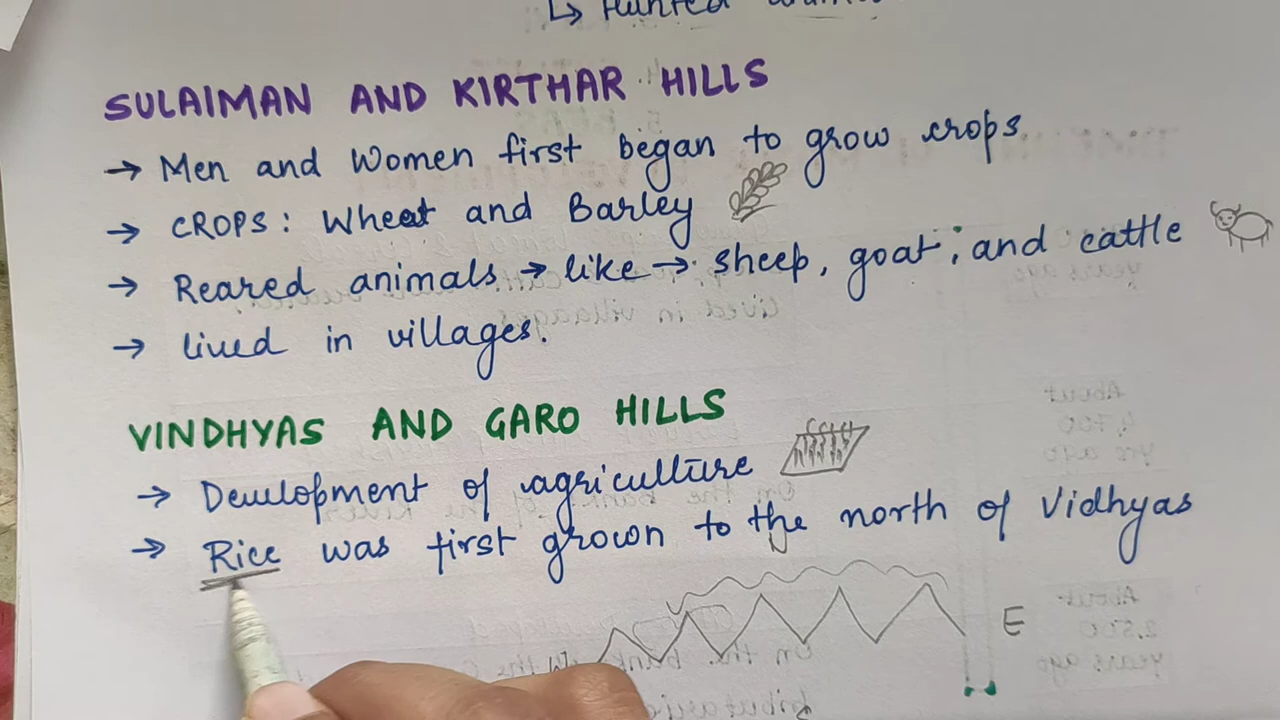 ↳ Hunted
SULAIMAN AND KIRTHAR HILLS
→ Men and Women first began to grow crops
→ CROPS: Wheat and Barley
→ Reared animals → like → sheep, goat, and cattle
→ lived in villages.
VINDHYAS AND GARO HILLS
→ Development of agriculture
→ Rice was first grown to the north of Vidhyas
E